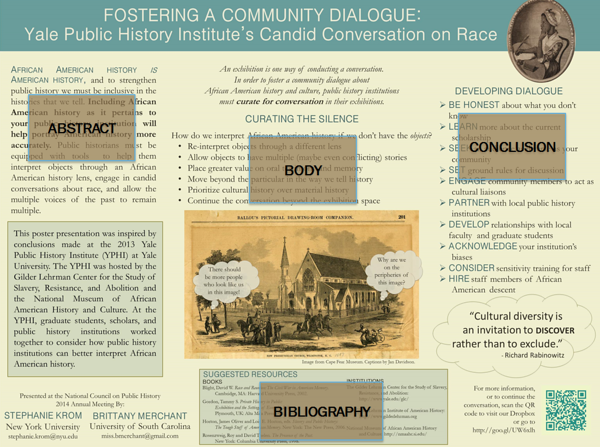 FOSTERING A COMMUNITY DIALOGUE:
Yale Public History Institute's Candid Conversation on Race
AFRICAN AMERICAN HISTORY IS
AMERICAN HISTORY, and to strengthen
public history we must be inclusive in the
histories that we tell. Including African
American history as it pertains to
your
will
help portray American history more
accurately. Public historians must be
equipped with tools to help them
interpret objects through an African
American history lens, engage in candid
conversations about race, and allow the
multiple voices of the past to remain
multiple.
ABSTRACT
This poster presentation was inspired by
conclusions made at the 2013 Yale
Public History Institute (YPHI) at Yale
University. The YPHI was hosted by the
Gilder Lehrman Center for the Study of
Slavery, Resistance, and Abolition and
the National Museum of African
American History and Culture. At the
YPHI, graduate students, scholars, and
public history institutions worked
together to consider how public history
institutions can better interpret African
American history.
Presented at the National Council on Public History
2014 Annual Meeting By:
STEPHANIE KROM
New York University
stephanie.krom@nyu.edu
BRITTANY MERCHANT
University of South Carolina
miss.bmerchant@gmail.com
An exhibition is one way of conducting a conversation.
In order to foster a community dialogue about
African American history and culture, public history institutions
must curate for conversation in their exhibitions.
CURATING THE SILENCE
How do we interpret African American history if we don't have the objects?
• Re-interpret objects through a different lens
• Allow objects to have multiple (maybe even conflicting) stories
• Place greater value on oral and memory
• Move beyond the particular in the way we tell history
• Prioritize cultural history over material history
• Continue the conversation beyond the exhibition space
BODY
BALLOU'S PICTORIAL DRAWING-ROOM COMPANION.
There should
be more people
who look like us
in this image!
Why are we
on the
peripheries of
this image?
Image from Cape Fear Museum. Captions by Jan Davidson.
SUGGESTED RESOURCES
BOOKS
INSTITUTIONS
BIBLIOGRAPHY
DEVELOPING DIALOGUE
➤ BE HONEST about what you don't
know
➤ LEARN more about the current
scholarship
➤ your
community
➤ SET ground rules for discussion
➤ ENGAGE community members to act as
cultural liaisons
➤ PARTNER with local public history
institutions
➤ DEVELOP relationships with local
faculty and graduate students
➤ ACKNOWLEDGE your institution's
biases
➤ CONSIDER sensitivity training for staff
➤ HIRE staff members of African
American descent
CONCLUSION
"Cultural diversity is
an invitation to DISCOVER
rather than to exclude."
- Richard Rabinowitz
For more information,
or to continue the
conversation, scan the QR
code to visit our Dropbox
or go to
http://goo.gl/UW6sfb